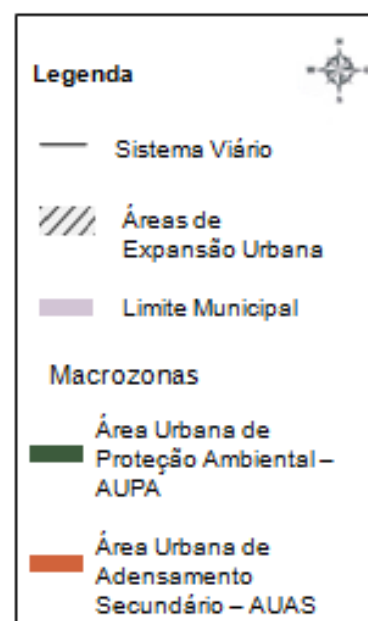 Legenda
Sistema Viário
Áreas de
Expansão Urbana
Limite Municipal
Macrozonas
Área Urbana de
Proteção Ambiental –
AUPA
Área Urbana de
Adensamento
Secundário – AUAS